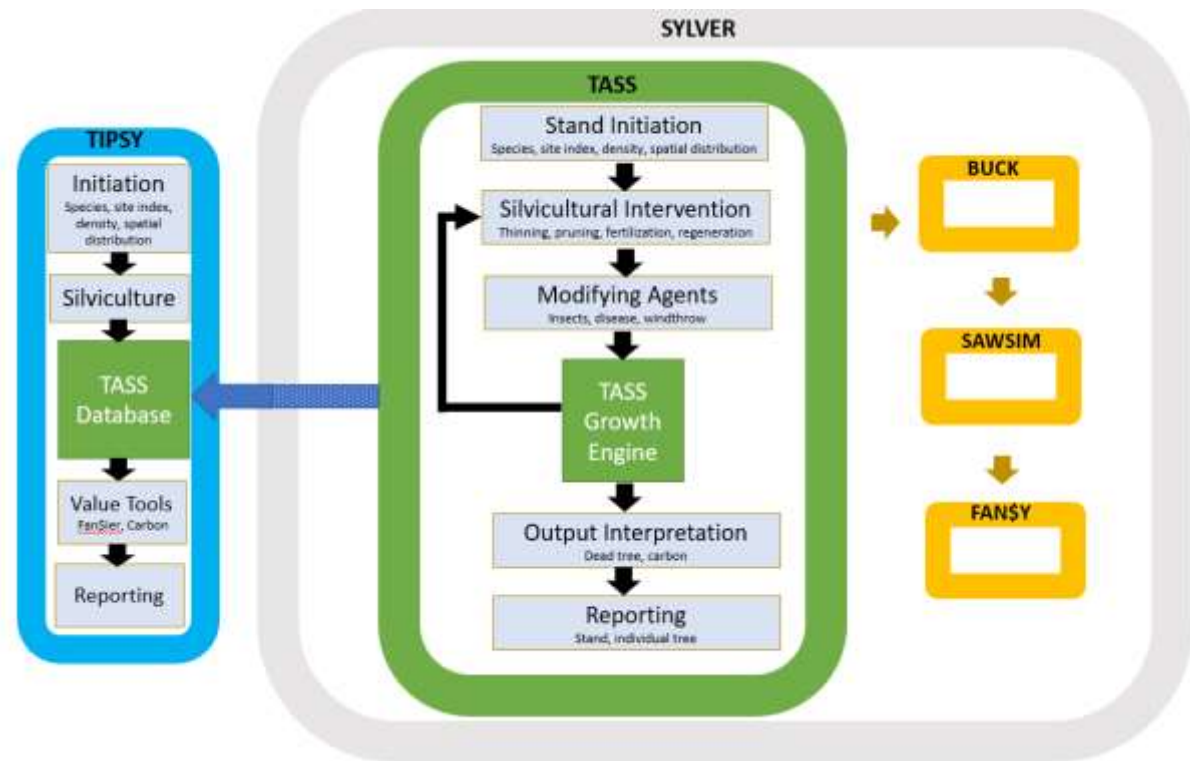 SYLVER
TIPSY
Initiation
Species, site index,
density, spatial
distribution
Silviculture
TASS
Database
Value Tools
Fan$ier, Carbon
Reporting
TASS
Stand Initiation
Species, site index, density, spatial distribution
Silvicultural Intervention
Thinning, pruning, fertilization, regeneration
Modifying Agents
Insects, disease, windthrow
TASS
Growth
Engine
Output Interpretation
Dead tree, carbon
Reporting
Stand, individual tree
BUCK
SAWSIM
FAN$Y